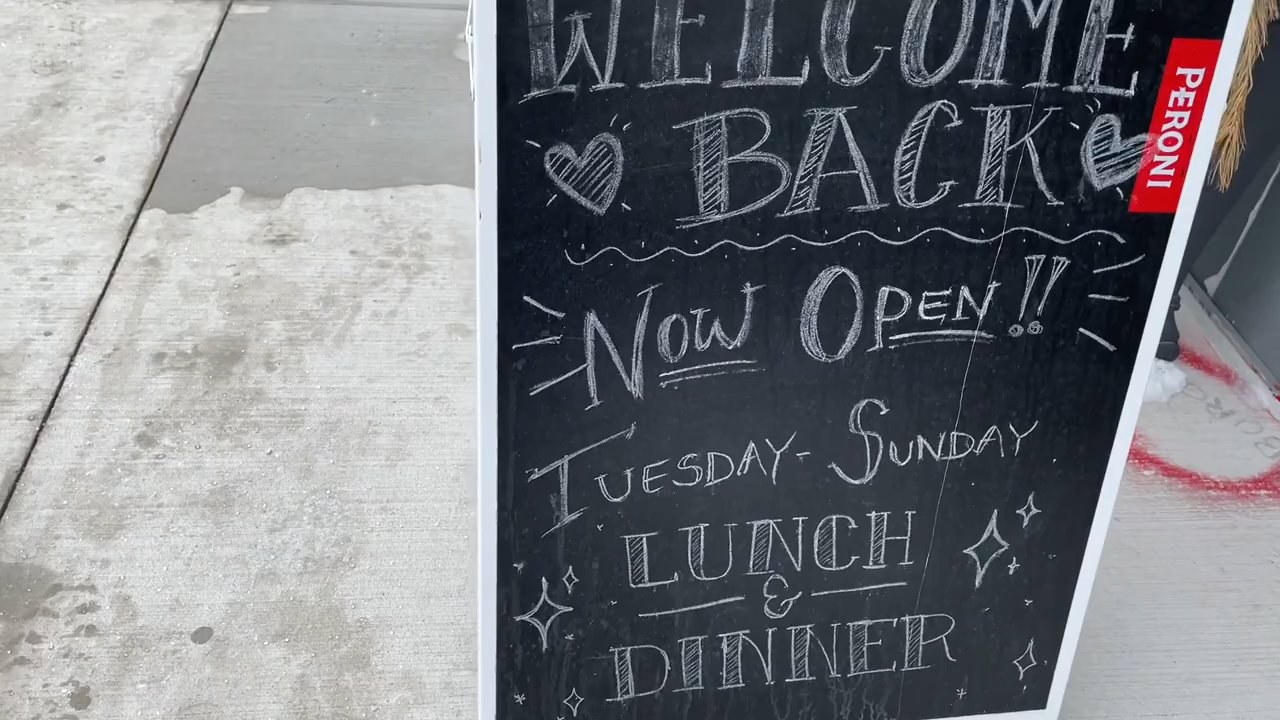 WELCOME
BACK
PERONI
NOW OPEN!!
TUESDAY- SUNDAY
LUNCH
&
DINNER